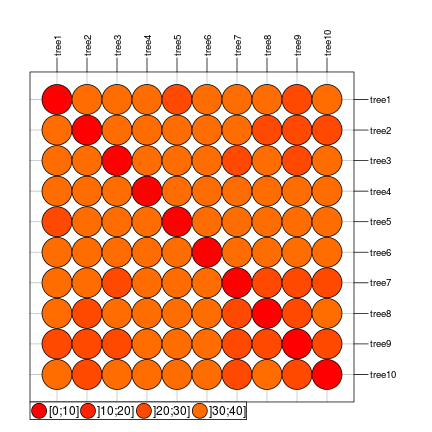 tree1 tree2 tree3 tree4 tree5 tree6 tree7 tree8 tree9 tree10
tree1
tree2
tree3
tree4
tree5
tree6
tree7
tree8
tree9
tree10
[0;10] ]10;20] ]20;30] ]30;40]